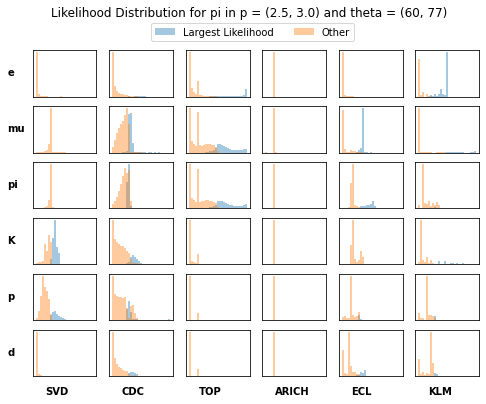 Likelihood Distribution for pi in p = (2.5, 3.0) and theta = (60, 77)
Largest Likelihood Other
e
mu
pi
K
p
d
SVD CDC TOP ARICH ECL KLM